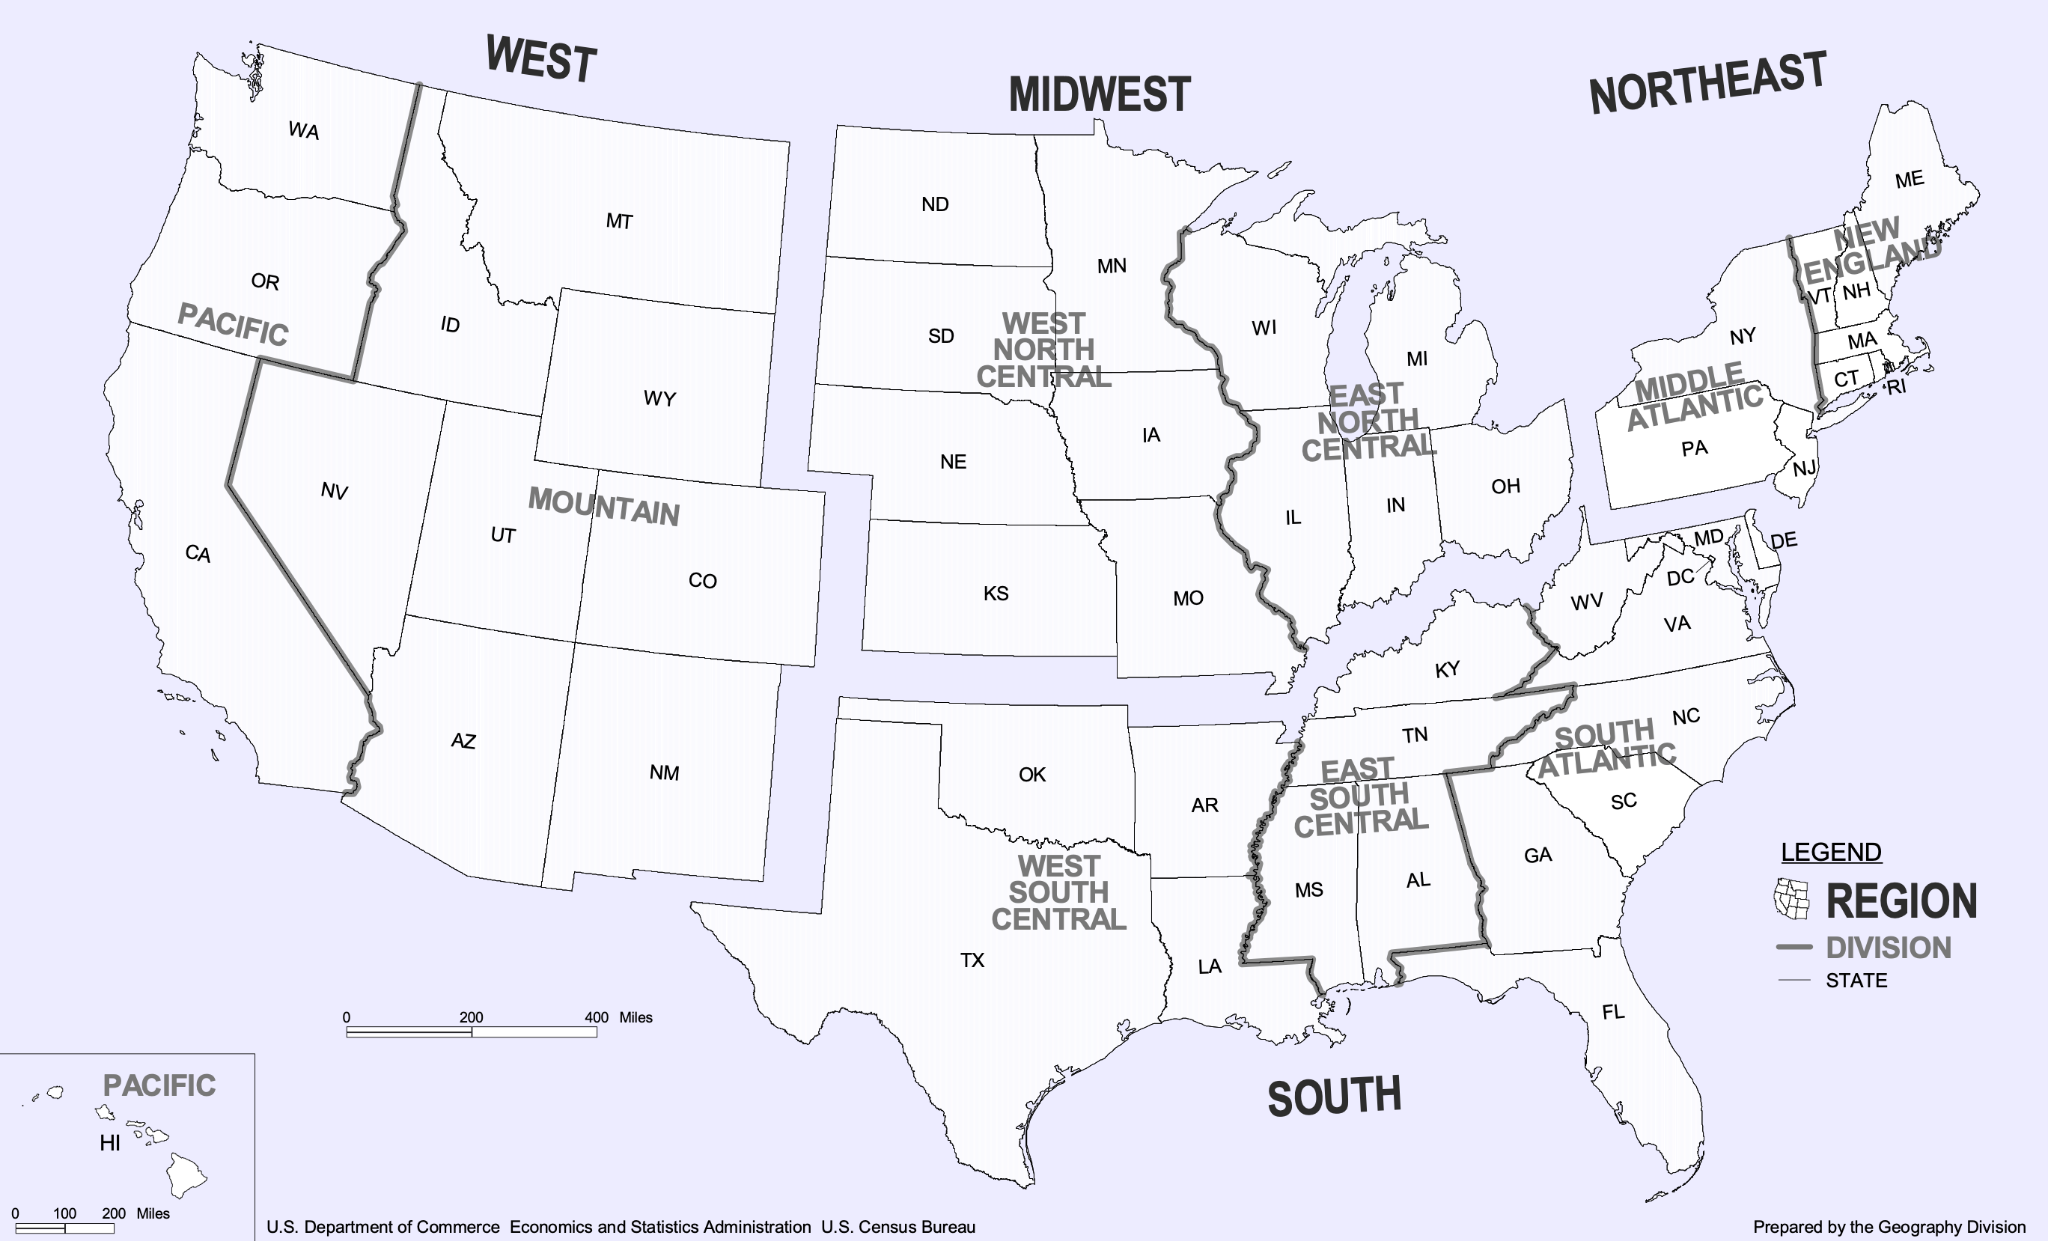 WEST
MIDWEST
NORTHEAST
WA
MT
OR
PACIFIC
ID
WY
NV
MOUNTAIN
UT
CA
CO
AZ
NM
ND
MN
SD
WEST
NORTH
CENTRAL
WI
MI
EAST
NORTH
CENTRAL
IA
NE
IL
IN
OH
KS
MO
ME
NEW
ENGLAND
VT
NH
NY
MA
MIDDLE
ATLANTIC
CT
RI
PA
NJ
MD
DE
DC
WV
VA
KY
NC
TN
SOUTH
ATLANTIC
EAST
SOUTH
CENTRAL
SC
OK
AR
GA
WEST
SOUTH
CENTRAL
MS
AL
TX
LA
FL
SOUTH
LEGEND
REGION
DIVISION
STATE
0 200 400 Miles
PACIFIC
HI
0 100 200 Miles
U.S. Department of Commerce Economics and Statistics Administration U.S. Census Bureau
Prepared by the Geography Division